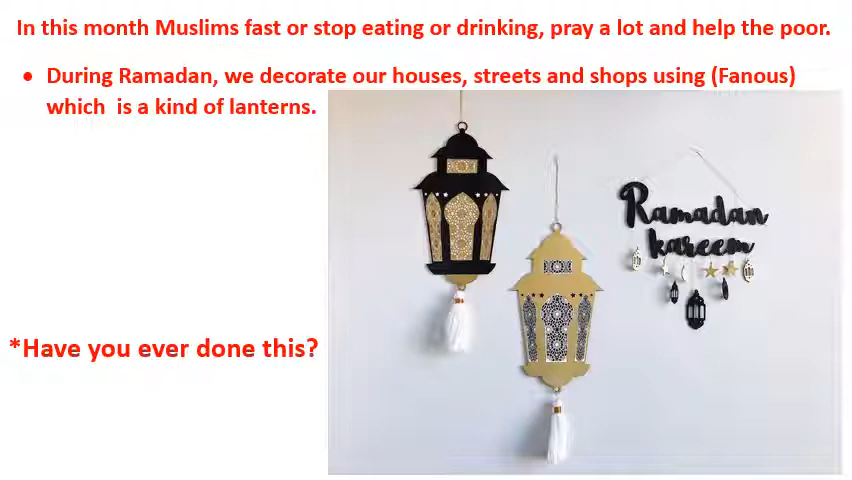 In this month Muslims fast or stop eating or drinking, pray a lot and help the poor.
• During Ramadan, we decorate our houses, streets and shops using (Fanous)
which is a kind of lanterns.
Ramadan
kareem
*Have you ever done this?